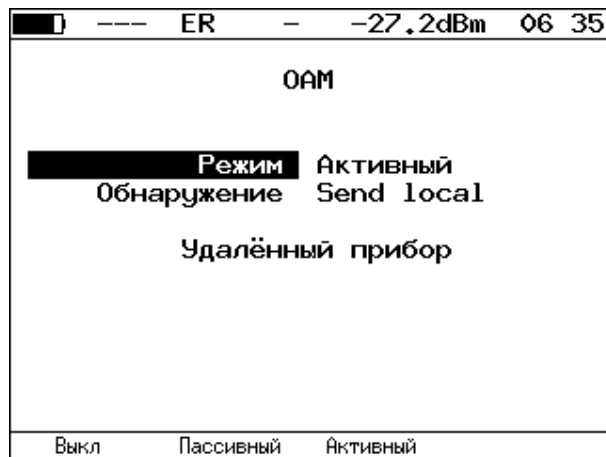 --- ER - -27.2dBm 06 35
OAM
Режим Активный
Обнаружение Send local
Удалённый прибор
Выкл Пассивный Активный